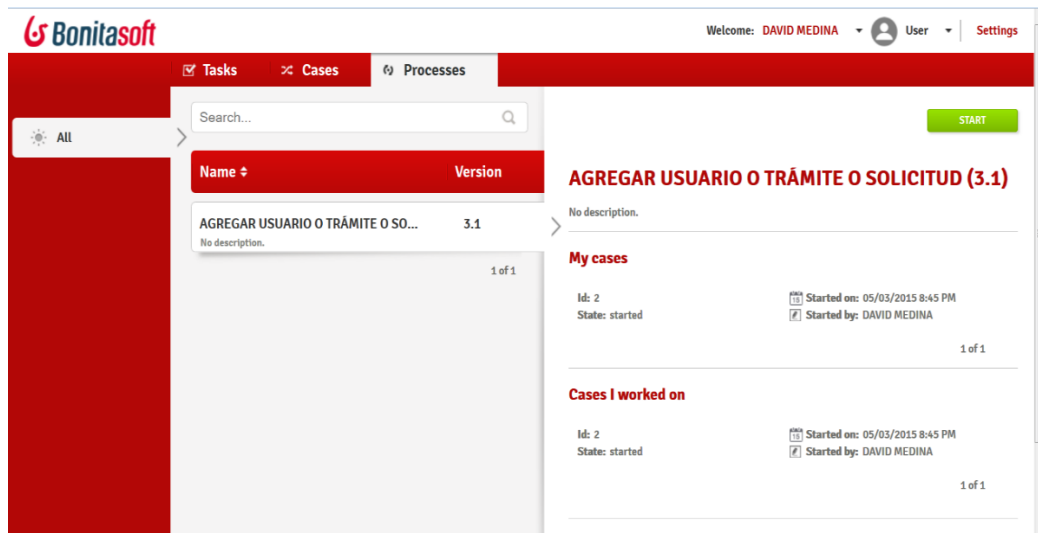 Bonitasoft
Welcome: DAVID MEDINA User Settings
Tasks Cases Processes
All
Search...
Name Version
AGREGAR USUARIO O TRÁMITE O SO... 3.1
No description.
1 of 1
START
AGREGAR USUARIO O TRÁMITE O SOLICITUD (3.1)
No description.
My cases
Id: 2 Started on: 05/03/2015 8:45 PM
State: started Started by: DAVID MEDINA
1 of 1
Cases I worked on
Id: 2 Started on: 05/03/2015 8:45 PM
State: started Started by: DAVID MEDINA
1 of 1